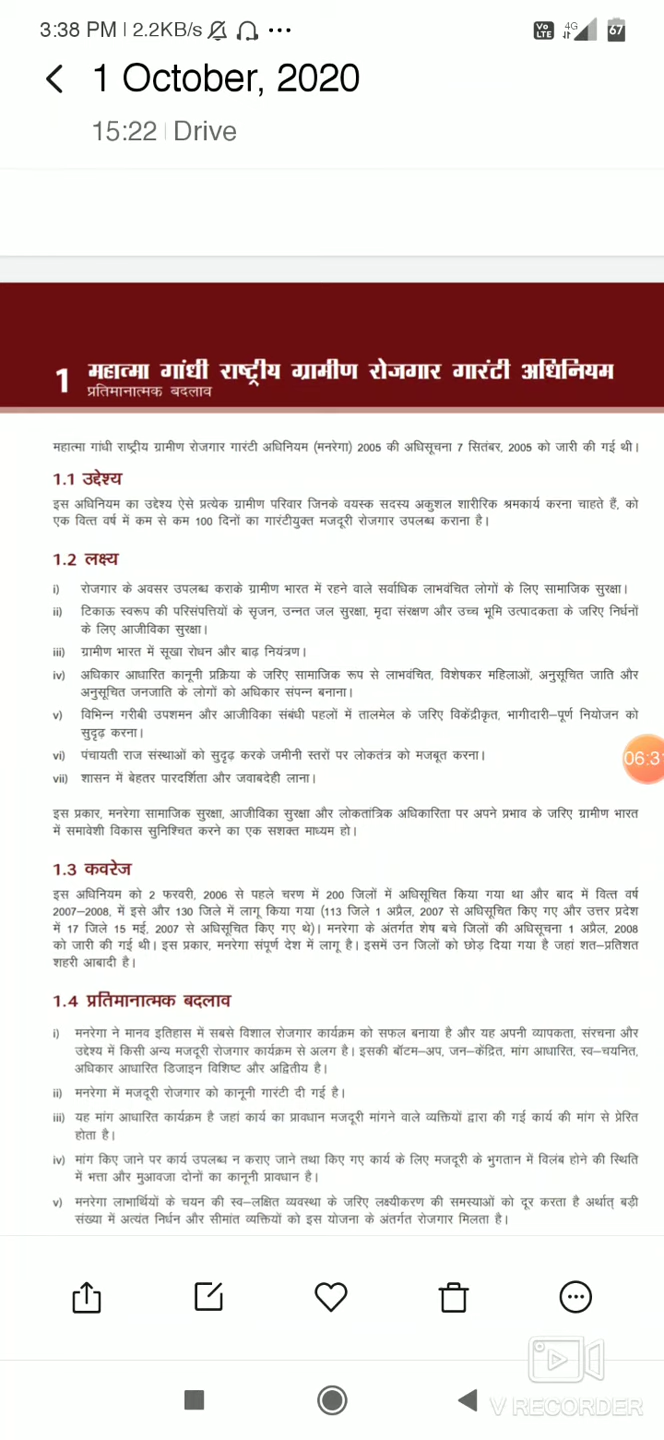 3:38 PM | 2.2KB/s
Vo LTE 4G 67
1 October, 2020
15:22 | Drive
1 महात्मा गांधी राष्ट्रीय ग्रामीण रोजगार गारंटी अधिनियम
प्रतिमानात्मक बदलाव
महात्मा गांधी राष्ट्रीय ग्रामीण रोजगार गारंटी अधिनियम (मनरेगा) 2005 की अधिसूचना 7 सितंबर, 2005 को जारी की गई थी।
1.1 उद्देश्य
इस अधिनियम का उद्देश्य ऐसे प्रत्येक ग्रामीण परिवार जिनके वयस्क सदस्य अकुशल शारीरिक श्रमकार्य करना चाहते हैं, को
एक वित्त वर्ष में कम से कम 100 दिनों का गारंटीयुक्त मजदूरी रोजगार उपलब्ध कराना है।
1.2 लक्ष्य
i) रोजगार के अवसर उपलब्ध कराके ग्रामीण भारत में रहने वाले सर्वाधिक लाभवंचित लोगों के लिए सामाजिक सुरक्षा।
ii) टिकाऊ स्वरूप की परिसंपत्तियों के सृजन, उन्नत जल सुरक्षा, मृदा संरक्षण और उच्च भूमि उत्पादकता के जरिए निर्धनों
के लिए आजीविका सुरक्षा।
iii) ग्रामीण भारत में सूखा रोधन और बाढ़ नियंत्रण।
iv) अधिकार आधारित कानूनी प्रक्रिया के जरिए सामाजिक रूप से लाभवंचित, विशेषकर महिलाओं, अनुसूचित जाति और
अनुसूचित जनजाति के लोगों को अधिकार संपन्न बनाना।
v) विभिन्न गरीबी उपशमन और आजीविका संबंधी पहलों में तालमेल के जरिए विकेंद्रीकृत, भागीदारी–पूर्ण नियोजन को
सुदृढ़ करना।
vi) पंचायती राज संस्थाओं को सुदृढ़ करके जमीनी स्तरों पर लोकतंत्र को मजबूत करना।
06:31
vii) शासन में बेहतर पारदर्शिता और जवाबदेही लाना।
इस प्रकार, मनरेगा सामाजिक सुरक्षा, आजीविका सुरक्षा और लोकतांत्रिक अधिकारिता पर अपने प्रभाव के जरिए ग्रामीण भारत
में समावेशी विकास सुनिश्चित करने का एक सशक्त माध्यम हो।
1.3 कवरेज
इस अधिनियम को 2 फरवरी, 2006 से पहले चरण में 200 जिलों में अधिसूचित किया गया था और बाद में वित्त वर्ष
2007–2008, में इसे और 130 जिले में लागू किया गया (113 जिले 1 अप्रैल, 2007 से अधिसूचित किए गए और उत्तर प्रदेश
में 17 जिले 15 मई, 2007 से अधिसूचित किए गए थे)। मनरेगा के अंतर्गत शेष बचे जिलों की अधिसूचना 1 अप्रैल, 2008
को जारी की गई थी। इस प्रकार, मनरेगा संपूर्ण देश में लागू है। इसमें उन जिलों को छोड़ दिया गया है जहां शत–प्रतिशत
शहरी आबादी है।
1.4 प्रतिमानात्मक बदलाव
i) मनरेगा ने मानव इतिहास में सबसे विशाल रोजगार कार्यक्रम को सफल बनाया है और यह अपनी व्यापकता, संरचना और
उद्देश्य में किसी अन्य मजदूरी रोजगार कार्यक्रम से अलग है। इसकी बॉटम–अप, जन–केंद्रित, मांग आधारित, स्व–चयनित,
अधिकार आधारित डिजाइन विशिष्ट और अद्वितीय है।
ii) मनरेगा में मजदूरी रोजगार को कानूनी गारंटी दी गई है।
iii) यह मांग आधारित कार्यक्रम है जहां कार्य का प्रावधान मजदूरी मांगने वाले व्यक्तियों द्वारा की गई कार्य की मांग से प्रेरित
होता है।
iv) मांग किए जाने पर कार्य उपलब्ध न कराए जाने तथा किए गए कार्य के लिए मजदूरी के भुगतान में विलंब होने की स्थिति
में भत्ता और मुआवजा दोनों का कानूनी प्रावधान है।
v) मनरेगा लाभार्थियों के चयन की स्व–लक्षित व्यवस्था के जरिए लक्ष्यीकरण की समस्याओं को दूर करता है अर्थात् बड़ी
संख्या में अत्यंत निर्धन और सीमांत व्यक्तियों को इस योजना के अंतर्गत रोजगार मिलता है।
V RECORDER